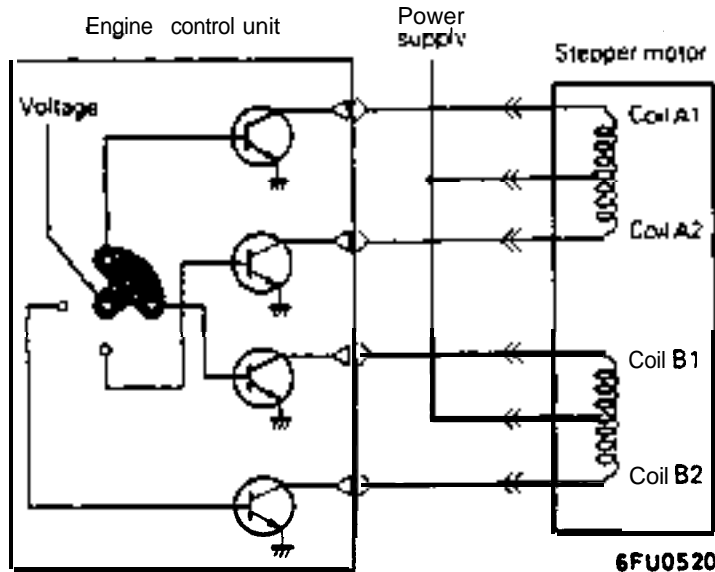 Engine control unit
Power
supply
Stepper motor
Voltage
Coil A1
Coil A2
Coil B1
Coil B2
6FU0520